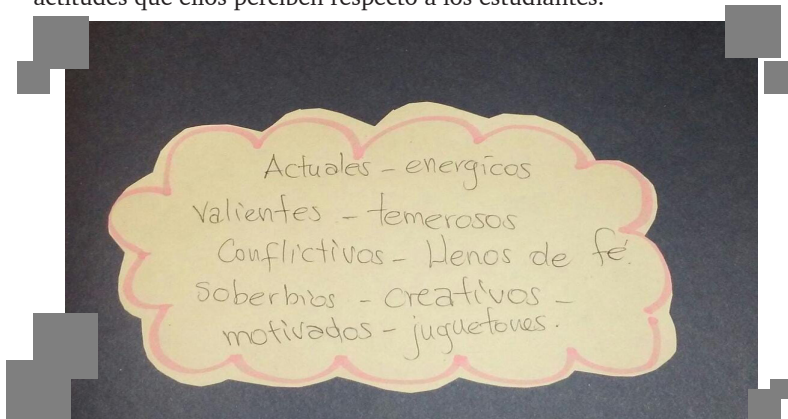 actitudes que ellos perciben respecto a los estudiantes.
Actuales - energicos
Valientes - temerosos
Conflictivos - Llenos de fé.
Soberbios - creativos -
motivados - juguetones.